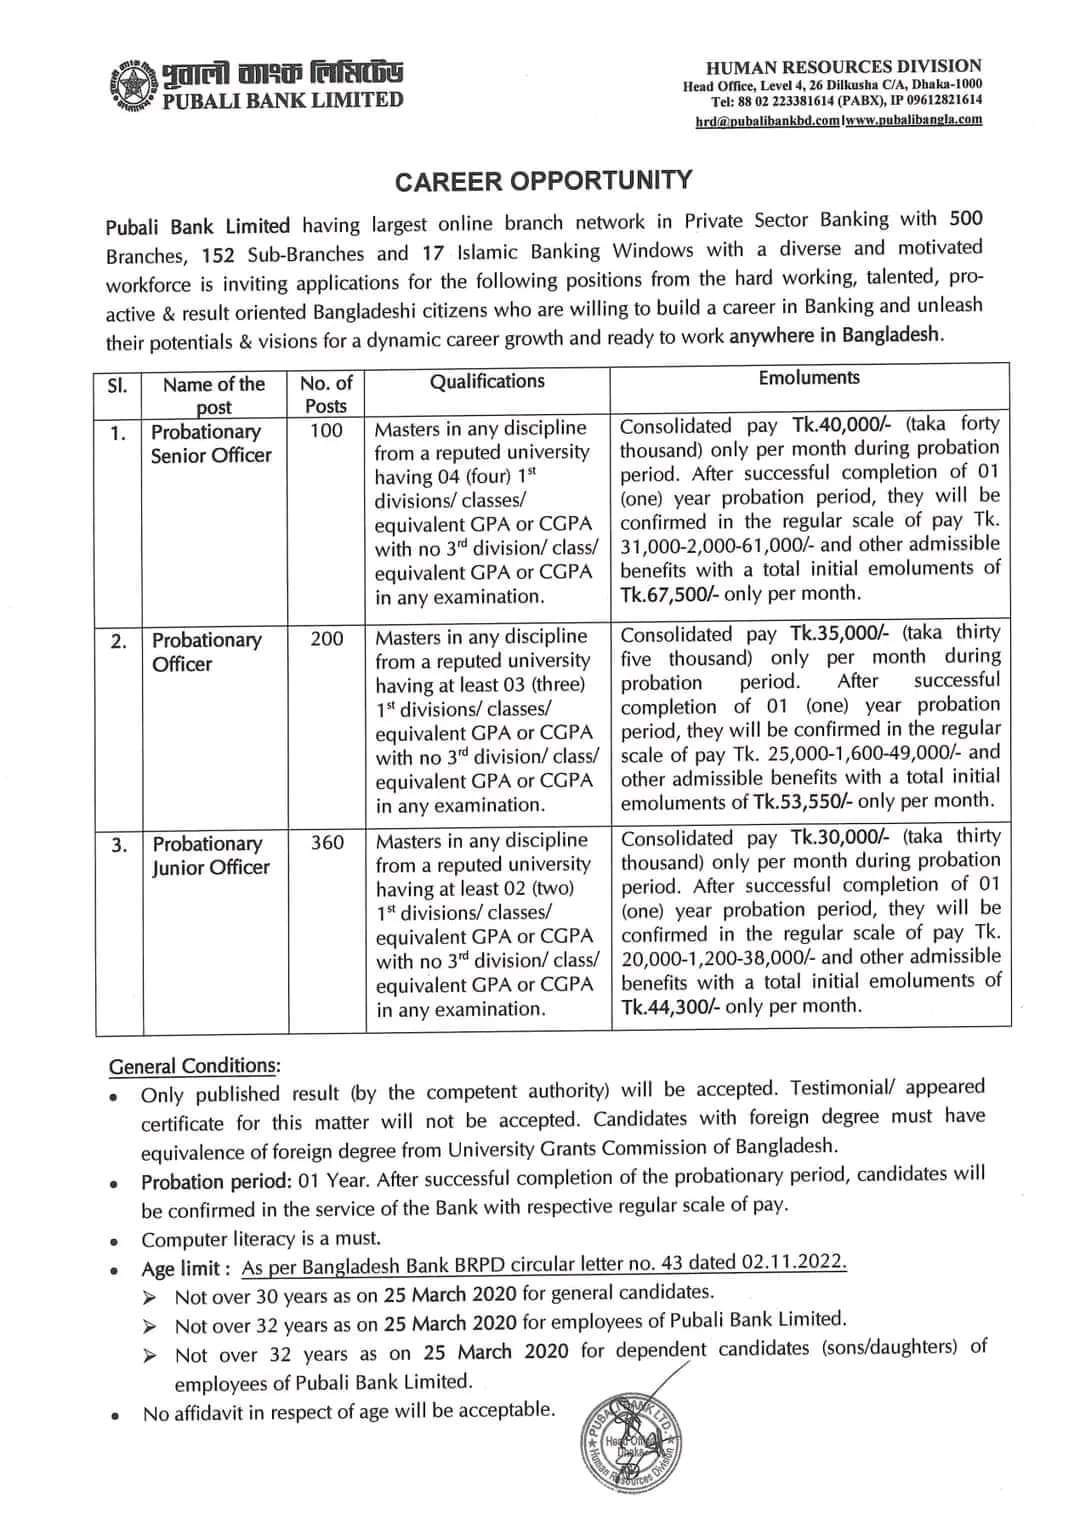 পূবালী ব্যাংক লিমিটেড
PUBALI BANK LIMITED
HUMAN RESOURCES DIVISION
Head Office, Level 4, 26 Dilkusha C/A, Dhaka-1000
Tel: 88 02 223381614 (PABX), IP 09612821614
hrd@pubalibankbd.com|www.pubalibangla.com
CAREER OPPORTUNITY
Pubali Bank Limited having largest online branch network in Private Sector Banking with 500
Branches, 152 Sub-Branches and 17 Islamic Banking Windows with a diverse and motivated
workforce is inviting applications for the following positions from the hard working, talented, pro-
active & result oriented Bangladeshi citizens who are willing to build a career in Banking and unleash
their potentials & visions for a dynamic career growth and ready to work anywhere in Bangladesh.
Sl.
Name of the
post
No. of
Posts
Qualifications
Emoluments
1.
Probationary
Senior Officer
100
Masters in any discipline
from a reputed university
having 04 (four) 1st
divisions/ classes/
equivalent GPA or CGPA
with no 3rd division/ class/
equivalent GPA or CGPA
in any examination.
Consolidated pay Tk.40,000/- (taka forty
thousand) only per month during probation
period. After successful completion of 01
(one) year probation period, they will be
confirmed in the regular scale of pay Tk.
31,000-2,000-61,000/- and other admissible
benefits with a total initial emoluments of
Tk.67,500/- only per month.
2.
Probationary
Officer
200
Masters in any discipline
from a reputed university
having at least 03 (three)
1st divisions/ classes/
equivalent GPA or CGPA
with no 3rd division/ class/
equivalent GPA or CGPA
in any examination.
Consolidated pay Tk.35,000/- (taka thirty
five thousand) only per month during
probation period. After successful
completion of 01 (one) year probation
period, they will be confirmed in the regular
scale of pay Tk. 25,000-1,600-49,000/- and
other admissible benefits with a total initial
emoluments of Tk.53,550/- only per month.
3.
Probationary
Junior Officer
360
Masters in any discipline
from a reputed university
having at least 02 (two)
1st divisions/ classes/
equivalent GPA or CGPA
with no 3rd division/ class/
equivalent GPA or CGPA
in any examination.
Consolidated pay Tk.30,000/- (taka thirty
thousand) only per month during probation
period. After successful completion of 01
(one) year probation period, they will be
confirmed in the regular scale of pay Tk.
20,000-1,200-38,000/- and other admissible
benefits with a total initial emoluments of
Tk.44,300/- only per month.
General Conditions:
• Only published result (by the competent authority) will be accepted. Testimonial/ appeared
certificate for this matter will not be accepted. Candidates with foreign degree must have
equivalence of foreign degree from University Grants Commission of Bangladesh.
• Probation period: 01 Year. After successful completion of the probationary period, candidates will
be confirmed in the service of the Bank with respective regular scale of pay.
• Computer literacy is a must.
• Age limit : As per Bangladesh Bank BRPD circular letter no. 43 dated 02.11.2022.
➢ Not over 30 years as on 25 March 2020 for general candidates.
➢ Not over 32 years as on 25 March 2020 for employees of Pubali Bank Limited.
➢ Not over 32 years as on 25 March 2020 for dependent candidates (sons/daughters) of
employees of Pubali Bank Limited.
• No affidavit in respect of age will be acceptable.
PUBALI BANK LTD.
Head Office
Dhaka
Human Resources Division